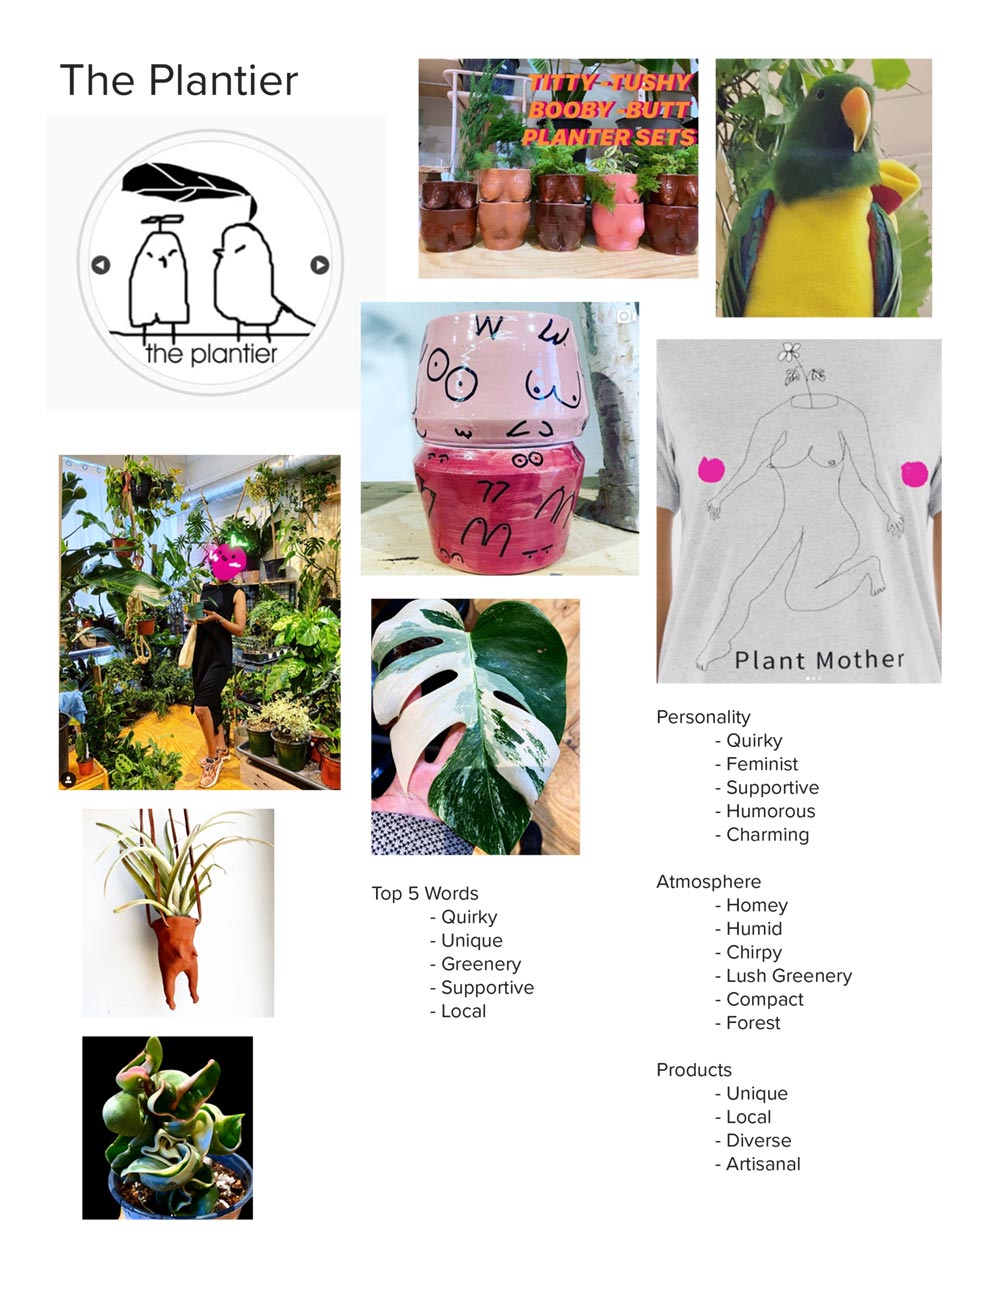 The Plantier
the plantier
TITTY -TUSHY
BOOBY -BUTT
PLANTER SETS
Plant Mother
Top 5 Words
- Quirky
- Unique
- Greenery
- Supportive
- Local
Personality
- Quirky
- Feminist
- Supportive
- Humorous
- Charming
Atmosphere
- Homey
- Humid
- Chirpy
- Lush Greenery
- Compact
- Forest
Products
- Unique
- Local
- Diverse
- Artisanal